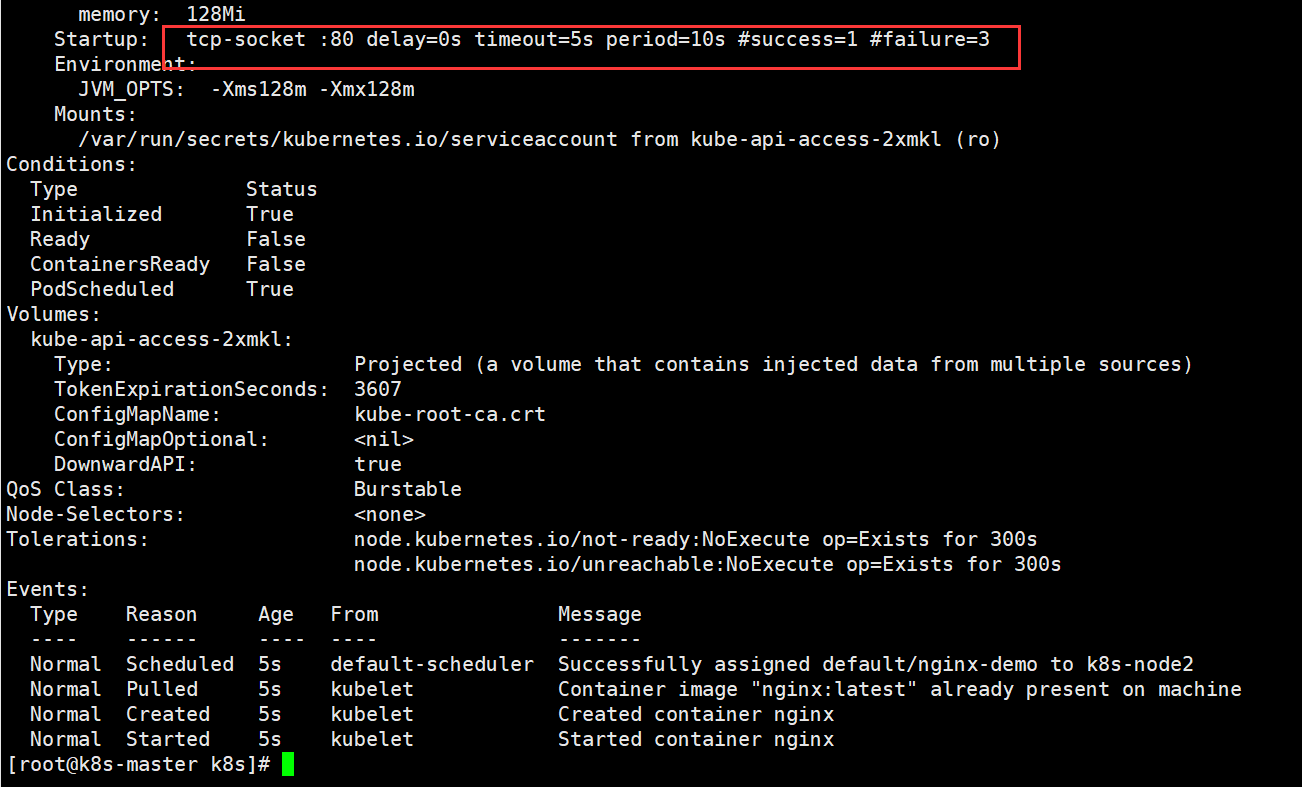 memory:  128Mi
Startup:   tcp-socket :80 delay=0s timeout=5s period=10s #success=1 #failure=3
Environment:
JVM_OPTS:  -Xms128m -Xmx128m
Mounts:
/var/run/secrets/kubernetes.io/serviceaccount from kube-api-access-2xmkl (ro)
Conditions:
Type              Status
Initialized       True
Ready             False
ContainersReady   False
PodScheduled      True
Volumes:
kube-api-access-2xmkl:
Type:                    Projected (a volume that contains injected data from multiple sources)
TokenExpirationSeconds:  3607
ConfigMapName:           kube-root-ca.crt
ConfigMapOptional:       <nil>
DownwardAPI:             true
QoS Class:                   Burstable
Node-Selectors:              <none>
Tolerations:                 node.kubernetes.io/not-ready:NoExecute op=Exists for 300s
node.kubernetes.io/unreachable:NoExecute op=Exists for 300s
Events:
Type    Reason     Age   From               Message
----    ------     ----  ----               -------
Normal  Scheduled  5s    default-scheduler  Successfully assigned default/nginx-demo to k8s-node2
Normal  Pulled     5s    kubelet            Container image "nginx:latest" already present on machine
Normal  Created    5s    kubelet            Created container nginx
Normal  Started    5s    kubelet            Started container nginx
[root@k8s-master k8s]#